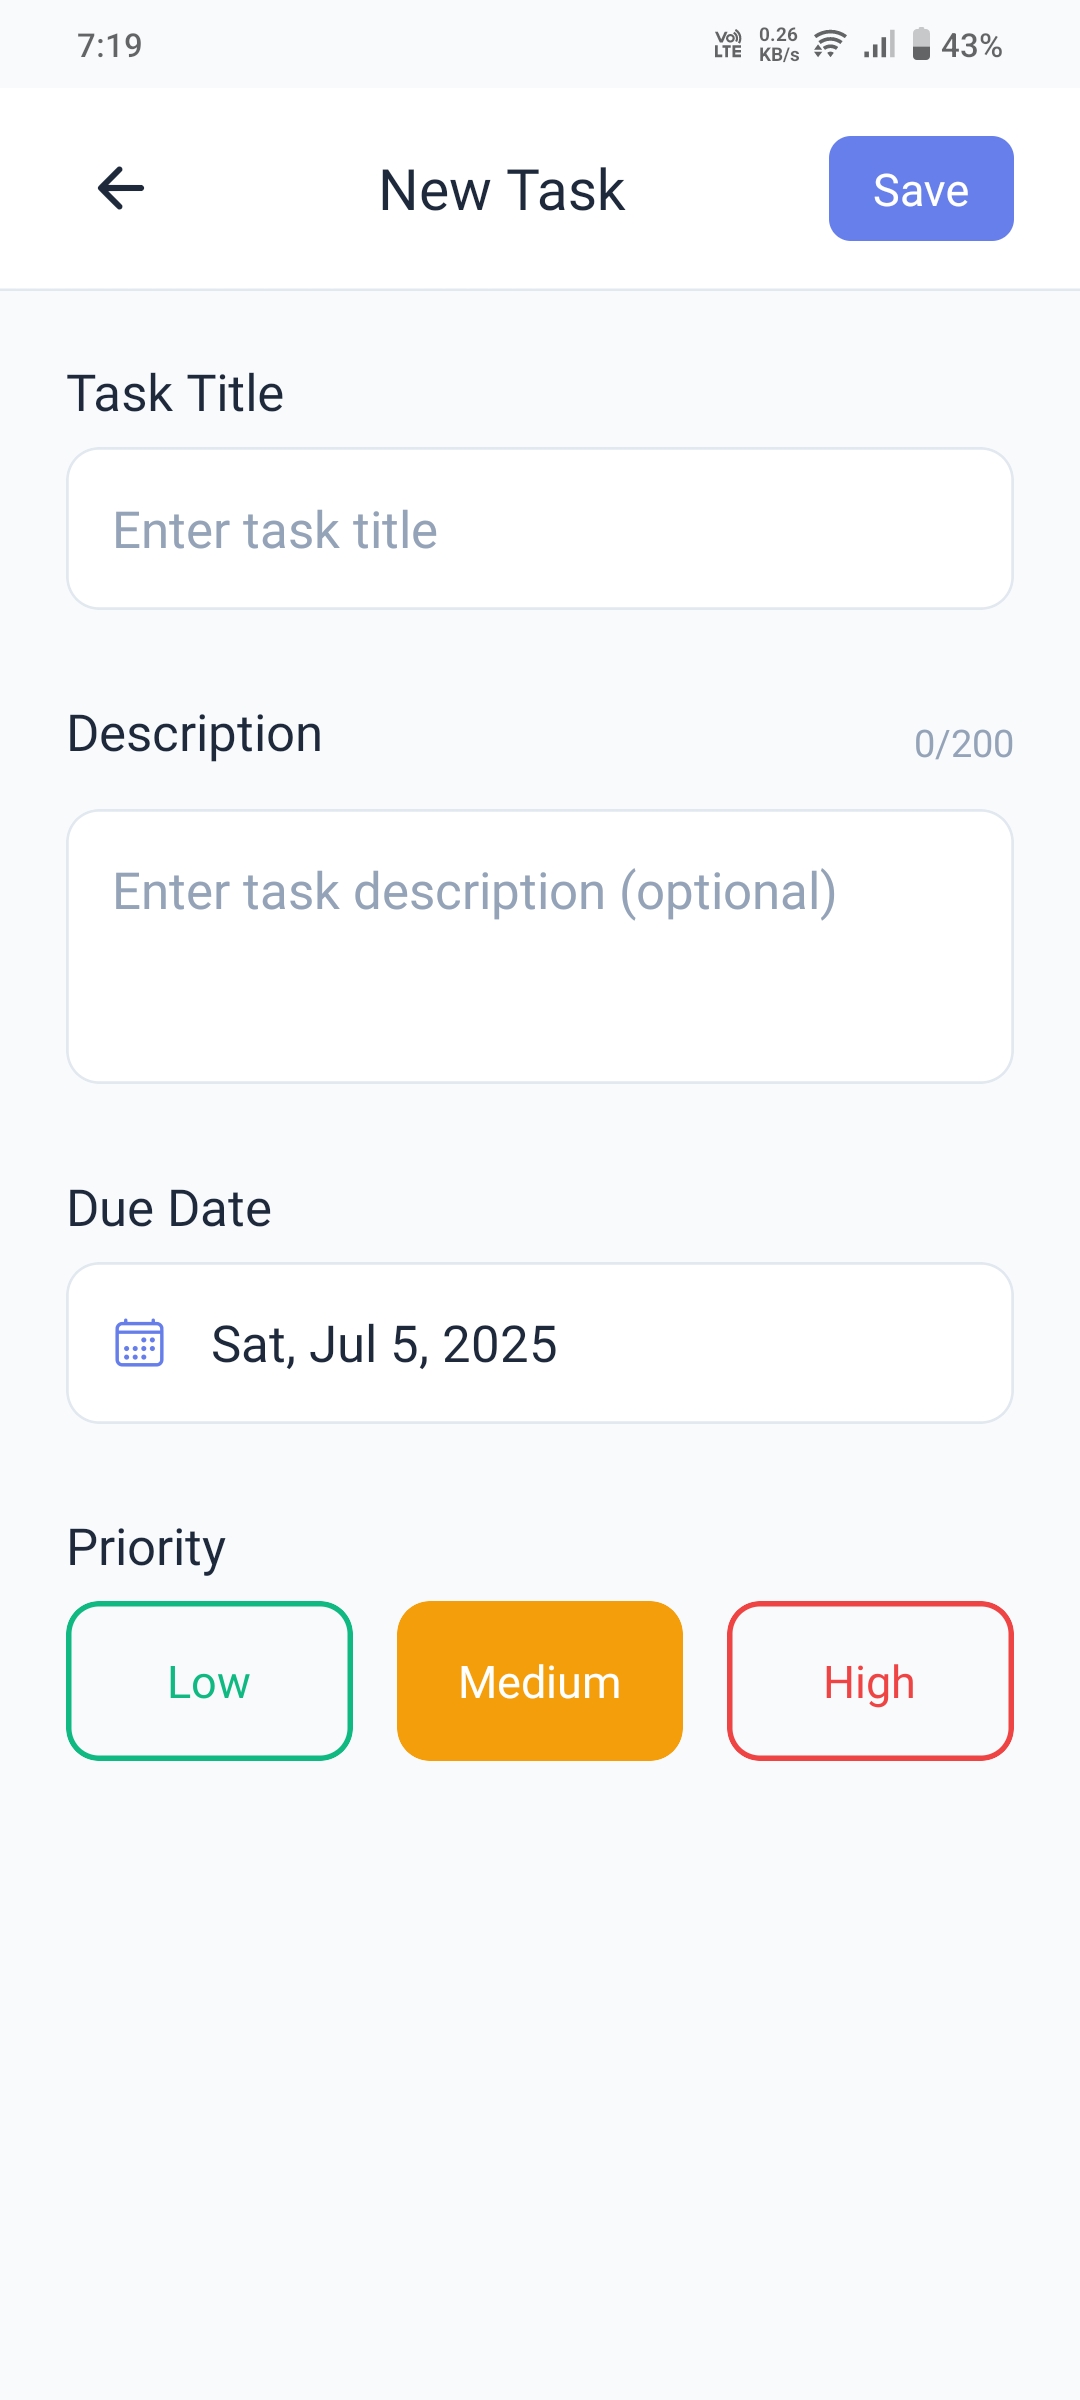 7:19
Vo)) LTE 0.26 KB/s 43%
New Task
Save
Task Title
Enter task title
Description
0/200
Enter task description (optional)
Due Date
Sat, Jul 5, 2025
Priority
Low Medium High